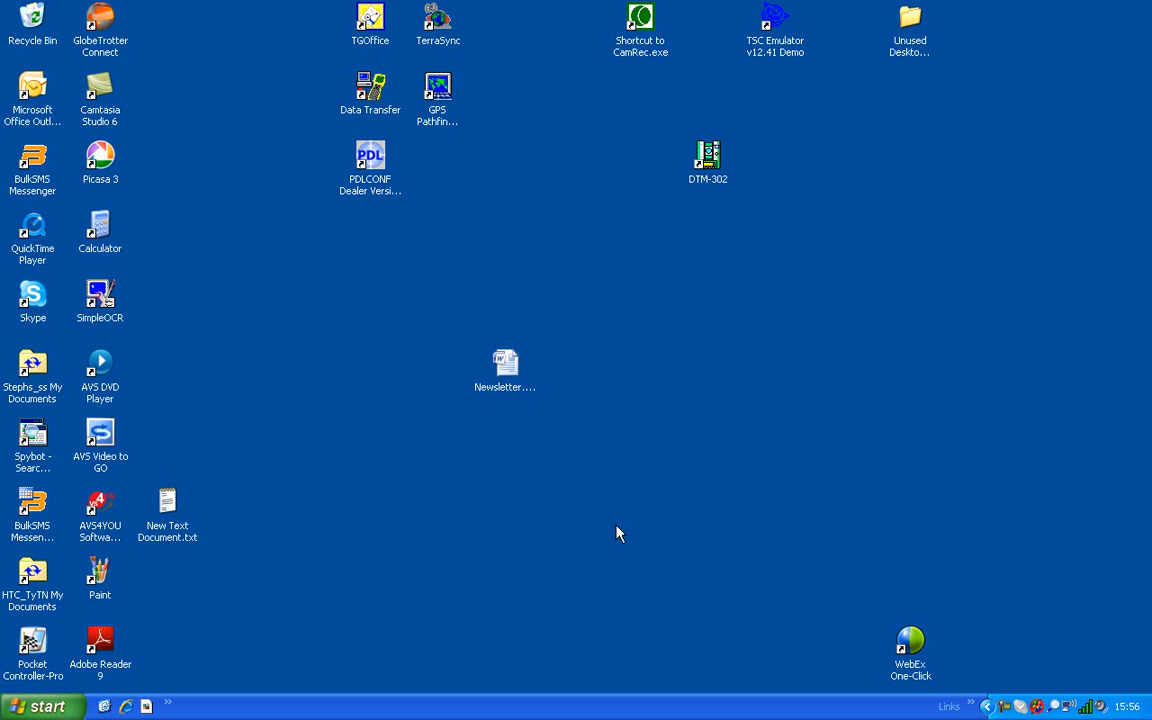 Recycle Bin
GlobeTrotter
Connect
TGOffice
TerraSync
Shortcut to
CamRec.exe
TSC Emulator
v12.41 Demo
Unused
Deskto...
Microsoft
Office Outl...
Camtasia
Studio 6
Data Transfer
GPS
Pathfin...
BulkSMS
Messenger
Picasa 3
PDL
PDLCONF
Dealer Versi...
DTM-302
QuickTime
Player
Calculator
Skype
SimpleOCR
Stephs_ss My
Documents
AVS DVD
Player
Newsletter....
Spybot -
Searc...
AVS Video to
GO
BulkSMS
Messen...
AVS4YOU
Softwa...
New Text
Document.txt
HTC_TyTN My
Documents
Paint
Pocket
Controller-Pro
Adobe Reader
9
WebEx
One-Click
start
Links
15:56